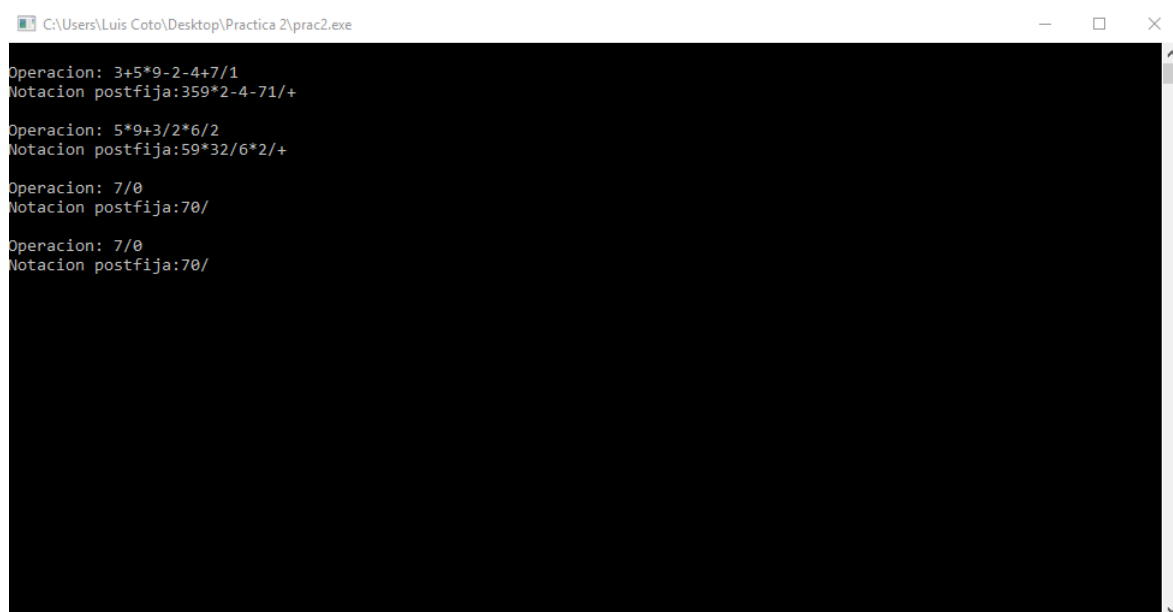 C:\Users\Luis Coto\Desktop\Practica 2\prac2.exe
Operacion: 3+5*9-2-4+7/1
Notacion postfija:359*2-4-71/+
Operacion: 5*9+3/2*6/2
Notacion postfija:59*32/6*2/+
Operacion: 7/0
Notacion postfija:70/
Operacion: 7/0
Notacion postfija:70/